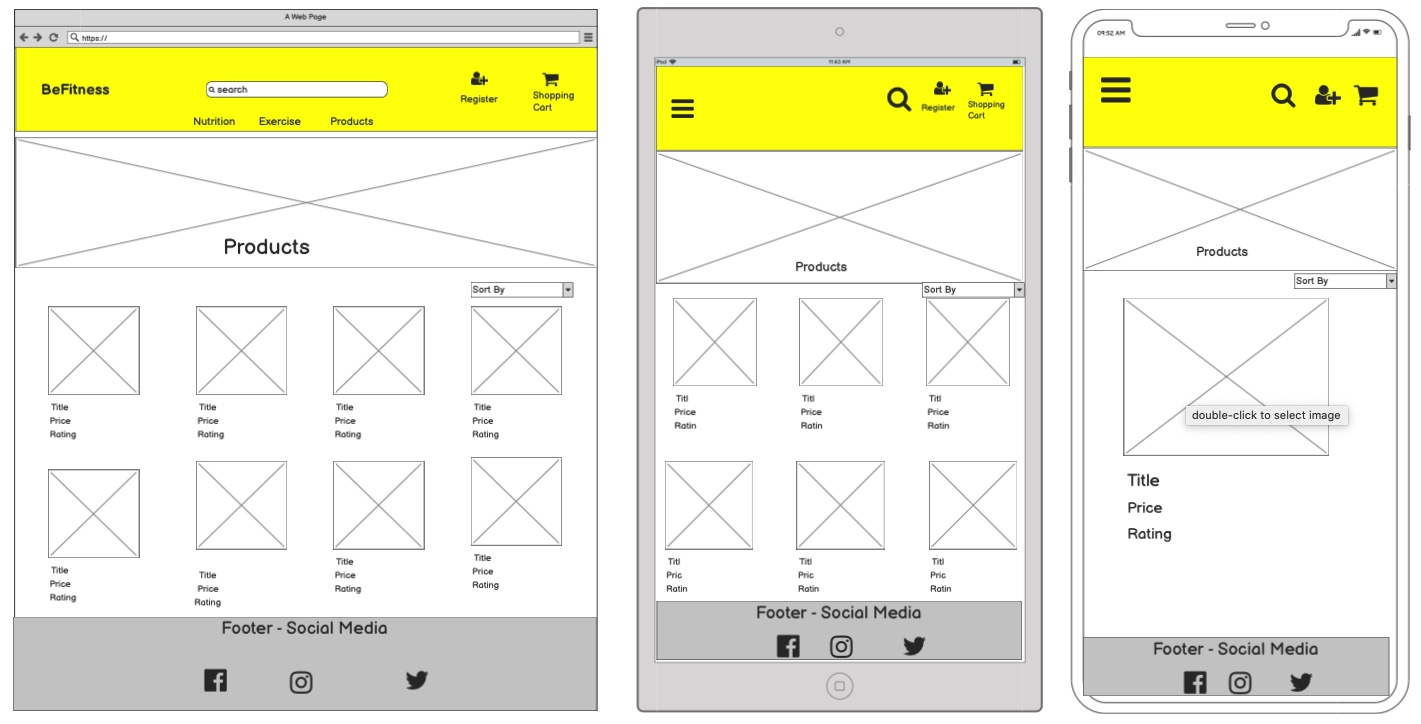 A Web Page
https://
BeFitness
search
Register
Shopping
Cart
Nutrition Exercise Products
Products
Sort By
Title Title Title Title
Price Price Price Price
Rating Rating Rating Rating
Title Title Title Title
Price Price Price Price
Rating Rating Rating Rating
Footer - Social Media
iPod 11:43 AM
Register
Shopping
Cart
Products
Sort By
Titl Titl Titl
Price Price Price
Ratin Ratin Ratin
Titl Titl Titl
Pric Pric Pric
Ratin Ratin Ratin
Footer - Social Media
09:52 AM
Products
Sort By
double-click to select image
Title
Price
Rating
Footer - Social Media